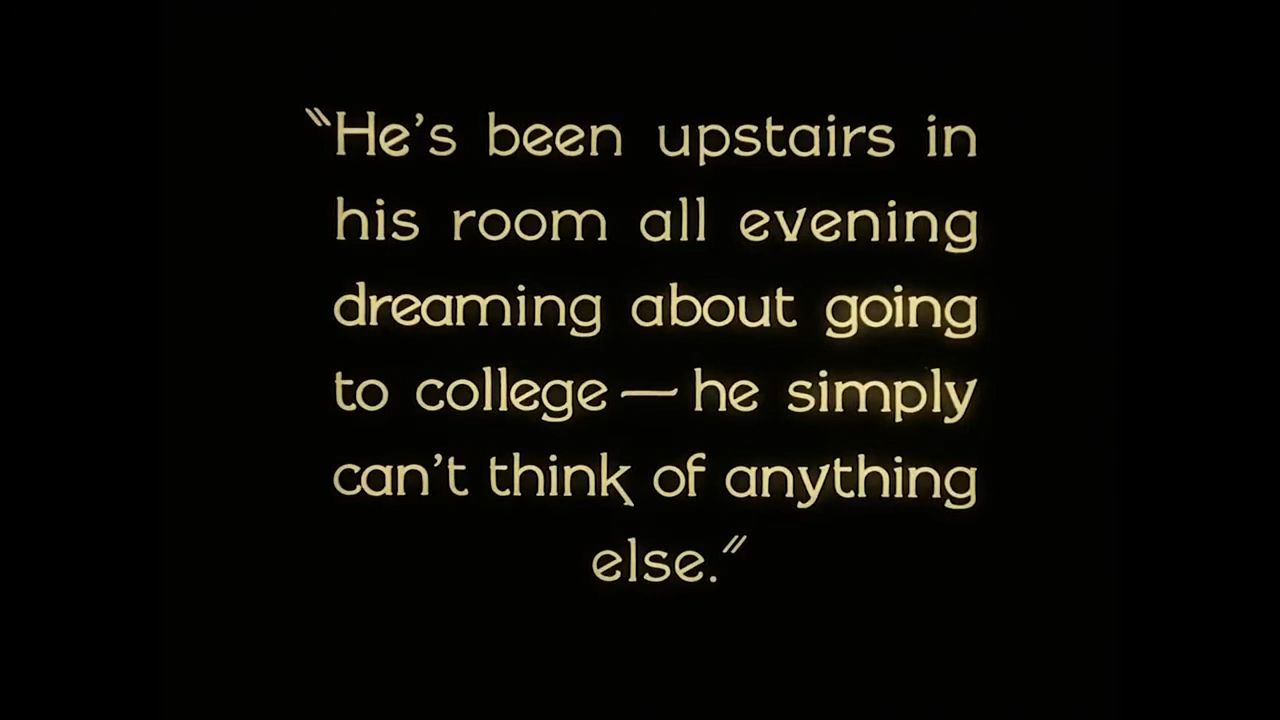 “He’s been upstairs in
his room all evening
dreaming about going
to college — he simply
can’t think of anything
else.”